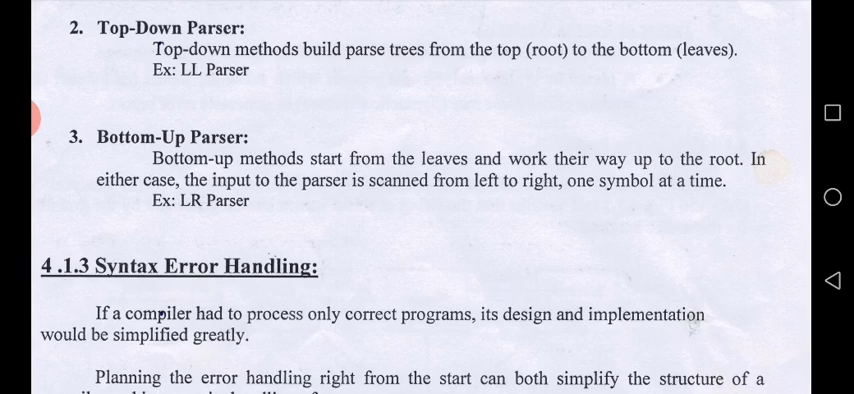 2. Top-Down Parser:
Top-down methods build parse trees from the top (root) to the bottom (leaves).
Ex: LL Parser
3. Bottom-Up Parser:
Bottom-up methods start from the leaves and work their way up to the root. In
either case, the input to the parser is scanned from left to right, one symbol at a time.
Ex: LR Parser
4 .1.3 Syntax Error Handling:
If a compiler had to process only correct programs, its design and implementation
would be simplified greatly.
Planning the error handling right from the start can both simplify the structure of a